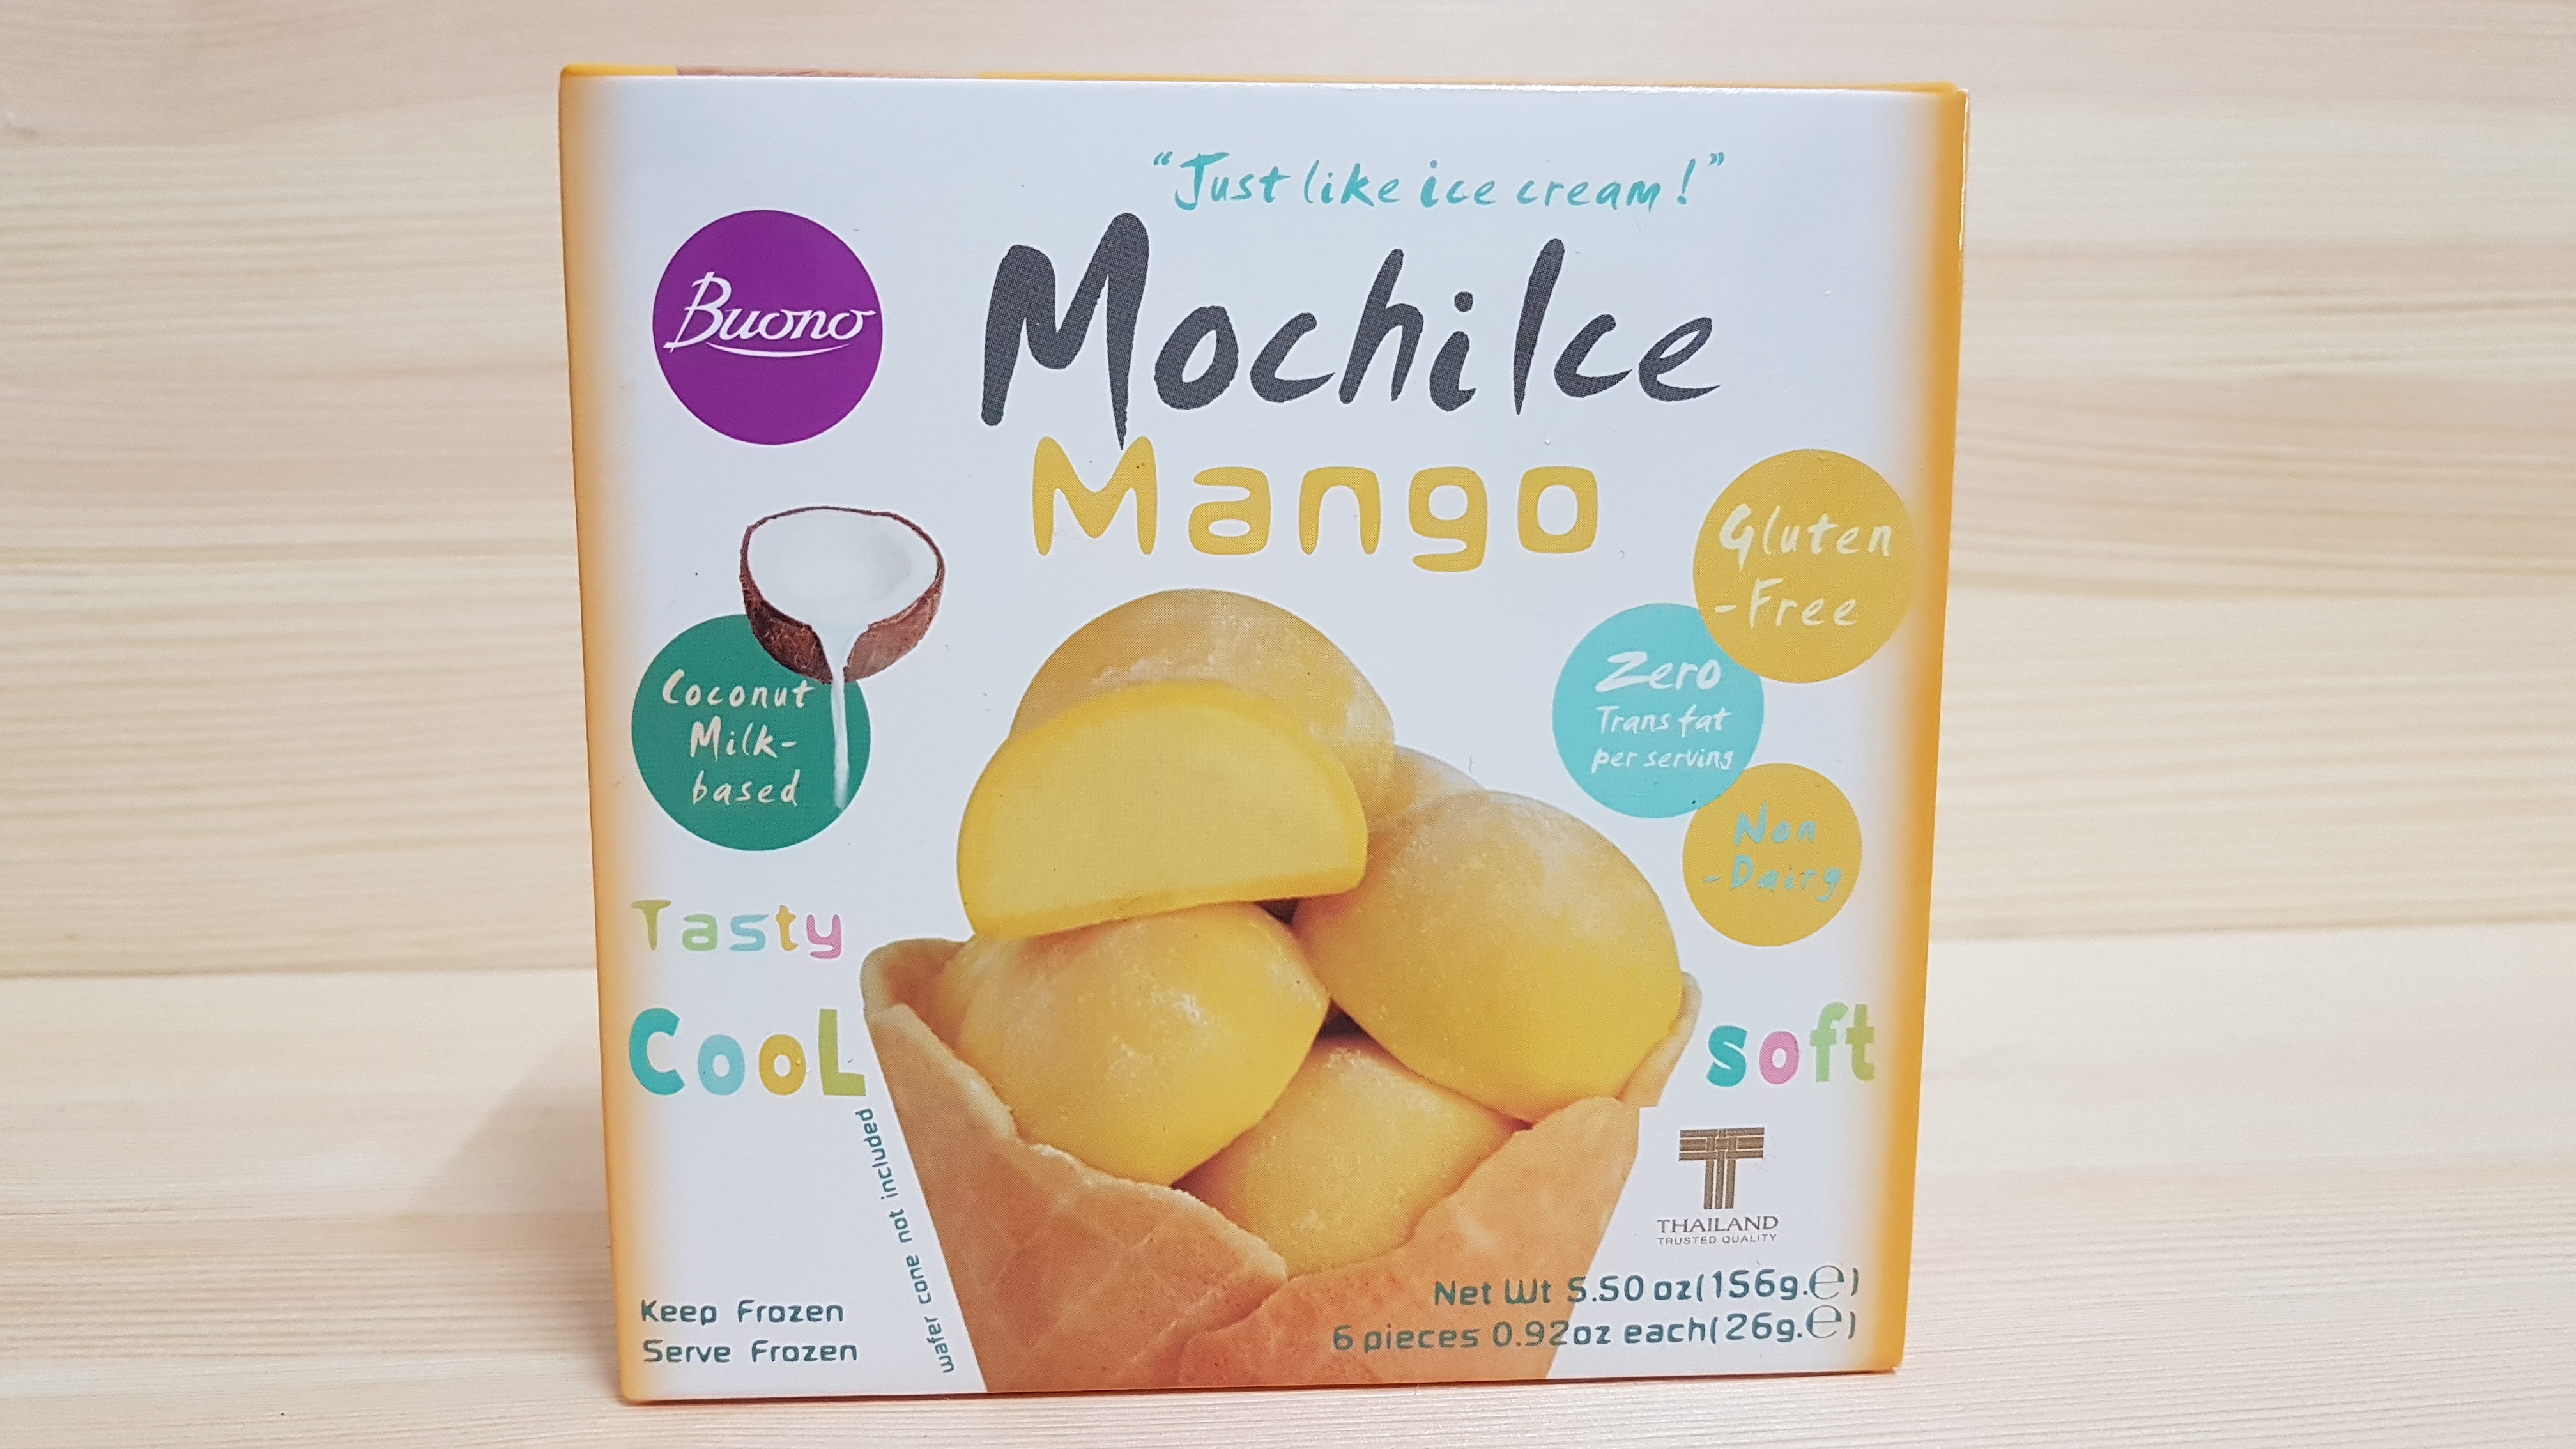 "Just like ice cream!"
Buono
MochiIce
Mango
Gluten
-Free
Coconut
Milk-
based
Zero
Trans fat
per serving
Non
-Dairy
Tasty
CooL
soft
wafer cone not included
THAILAND
TRUSTED QUALITY
Keep Frozen
Serve Frozen
Net Wt 5.50 oz(156g.℮)
6 pieces 0.92oz each(26g.℮)